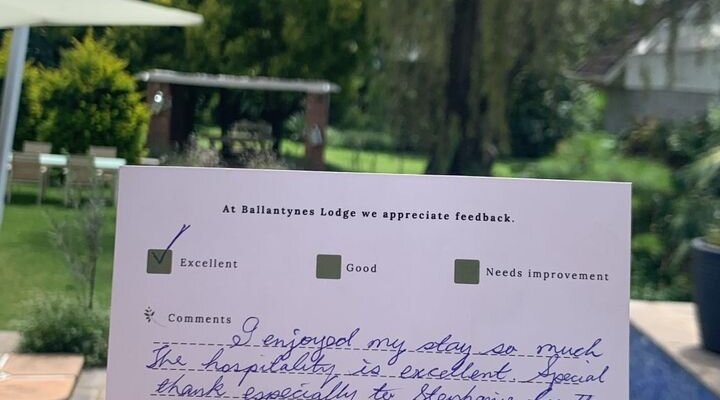 At Ballantynes Lodge we appreciate feedback.
Excellent
Good
Needs improvement
Comments
I enjoyed my stay so much
The hospitality is excellent. Special
thank especially to Stephanie